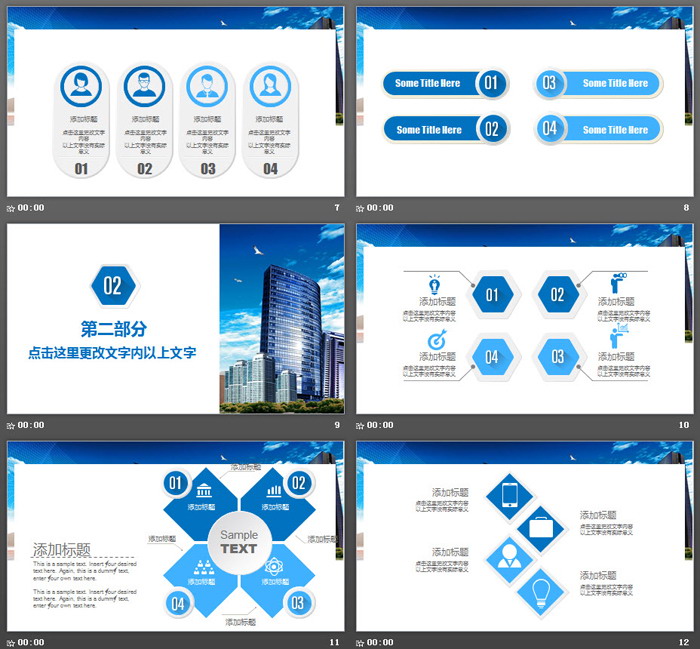 添加标题
添加标题
添加标题
添加标题
点击这里更改文字
内容
以上文字没有实际
意义
点击这里更改文字
内容
以上文字没有实际
意义
点击这里更改文字
内容
以上文字没有实际
意义
点击这里更改文字
内容
以上文字没有实际
意义
01
02
03
04
00:00
7
Some Title Here
01
03
Some Title Here
Some Title Here
02
04
Some Title Here
00:00
8
02
第二部分
点击这里更改文字内以上文字
00:00
9
01
02
添加标题
点击这里更改文字内容
以上文字没有实际意义
添加标题
点击这里更改文字内容
以上文字没有实际意义
04
03
添加标题
点击这里更改文字内容
以上文字没有实际意义
添加标题
点击这里更改文字内容
以上文字没有实际意义
00:00
10
添加标题
01
02
添加标题
添加标题
添加标题
添加标题
Sample
TEXT
添加标题
This is a sample text. Insert your desired
text here. Again, this is a dummy text,
enter your own text here.
This is a sample text. Insert your desired
text here. Again, this is a dummy text,
enter your own text here.
添加标题
添加标题
04
03
添加标题
00:00
11
添加标题
点击这里更改文字内容
以上文字没有实际意义
添加标题
点击这里更改文字内容
以上文字没有实际意义
添加标题
点击这里更改文字内容
以上文字没有实际意义
添加标题
点击这里更改文字内容
以上文字没有实际意义
00:00
12